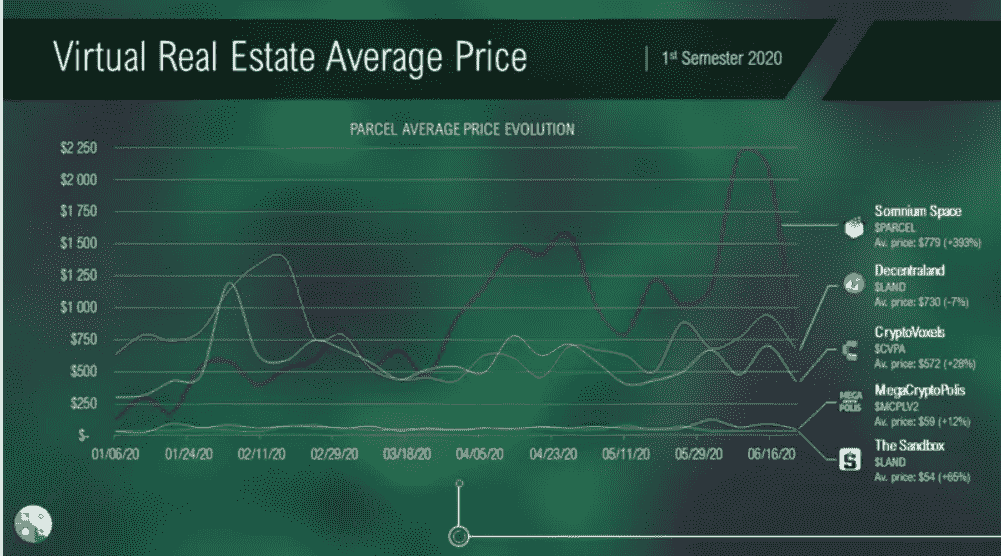 Virtual Real Estate Average Price
1st Semester 2020
PARCEL AVERAGE PRICE EVOLUTION
$2 250
$2 000
$1 750
$1 500
$1 250
$1 000
$750
$500
$250
$-
01/06/20 01/24/20 02/11/20 02/29/20 03/18/20 04/05/20 04/23/20 05/11/20 05/29/20 06/16/20
Somnium Space
$PARCEL
Av. price: $779 (+393%)
Decentraland
$LAND
Av. price: $730 (-7%)
CryptoVoxels
$CVPA
Av. price: $572 (+28%)
MEGA
POLIS
MegaCryptoPolis
$MCPLV2
Av. price: $59 (+12%)
S
The Sandbox
$LAND
Av. price: $54 (+65%)